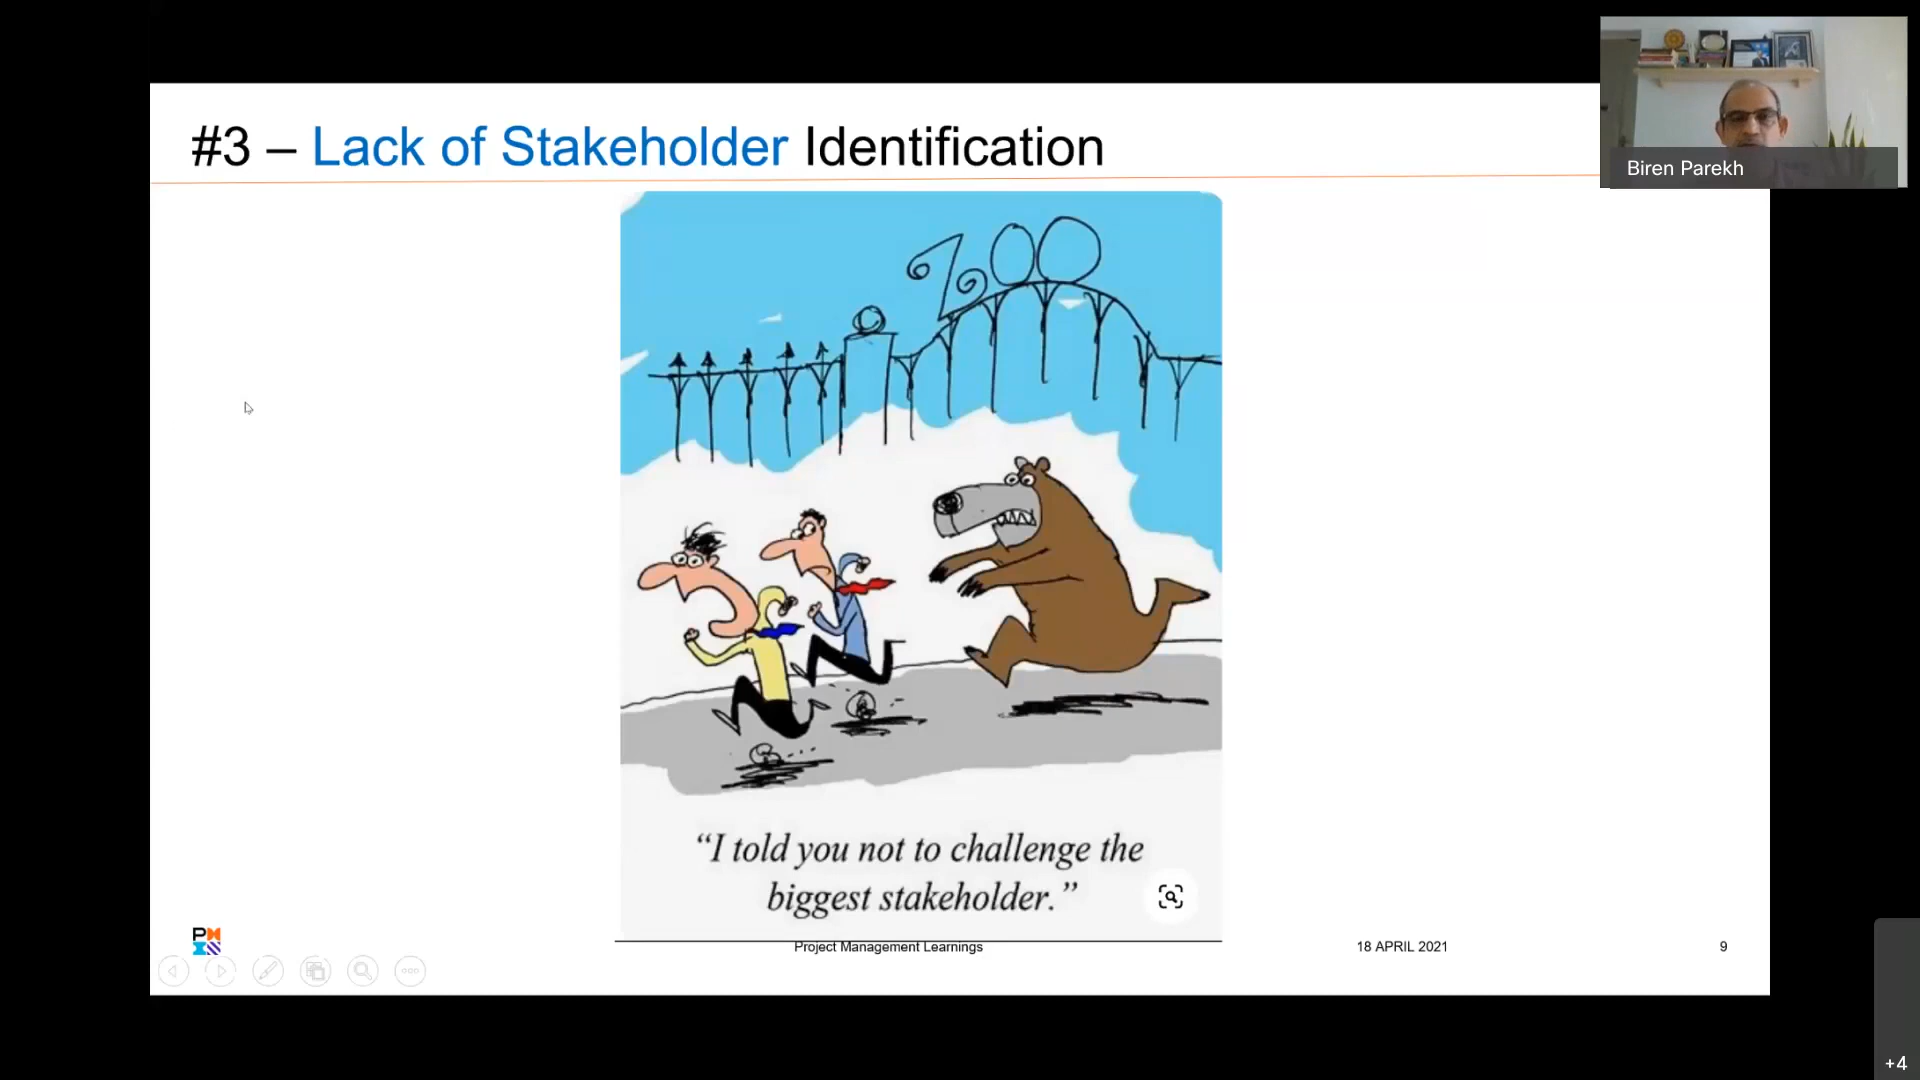 #3 – Lack of Stakeholder Identification
Biren Parekh
ZOO
“I told you not to challenge the
biggest stakeholder.”
Project Management Learnings
18 APRIL 2021
9
+4